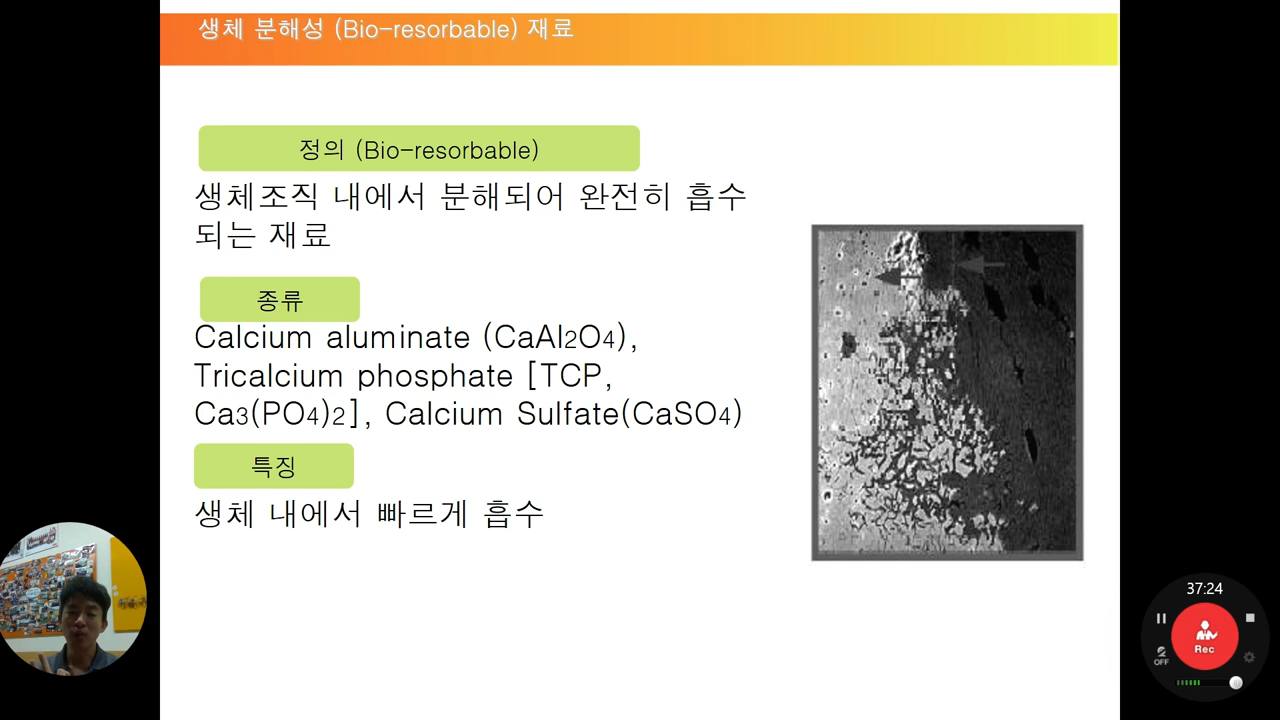 생체 분해성 (Bio-resorbable) 재료
정의 (Bio-resorbable)
생체조직 내에서 분해되어 완전히 흡수
되는 재료
종류
Calcium aluminate (CaAl2O4),
Tricalcium phosphate [TCP,
Ca3(PO4)2], Calcium Sulfate(CaSO4)
특징
생체 내에서 빠르게 흡수
37:24
Rec
OFF